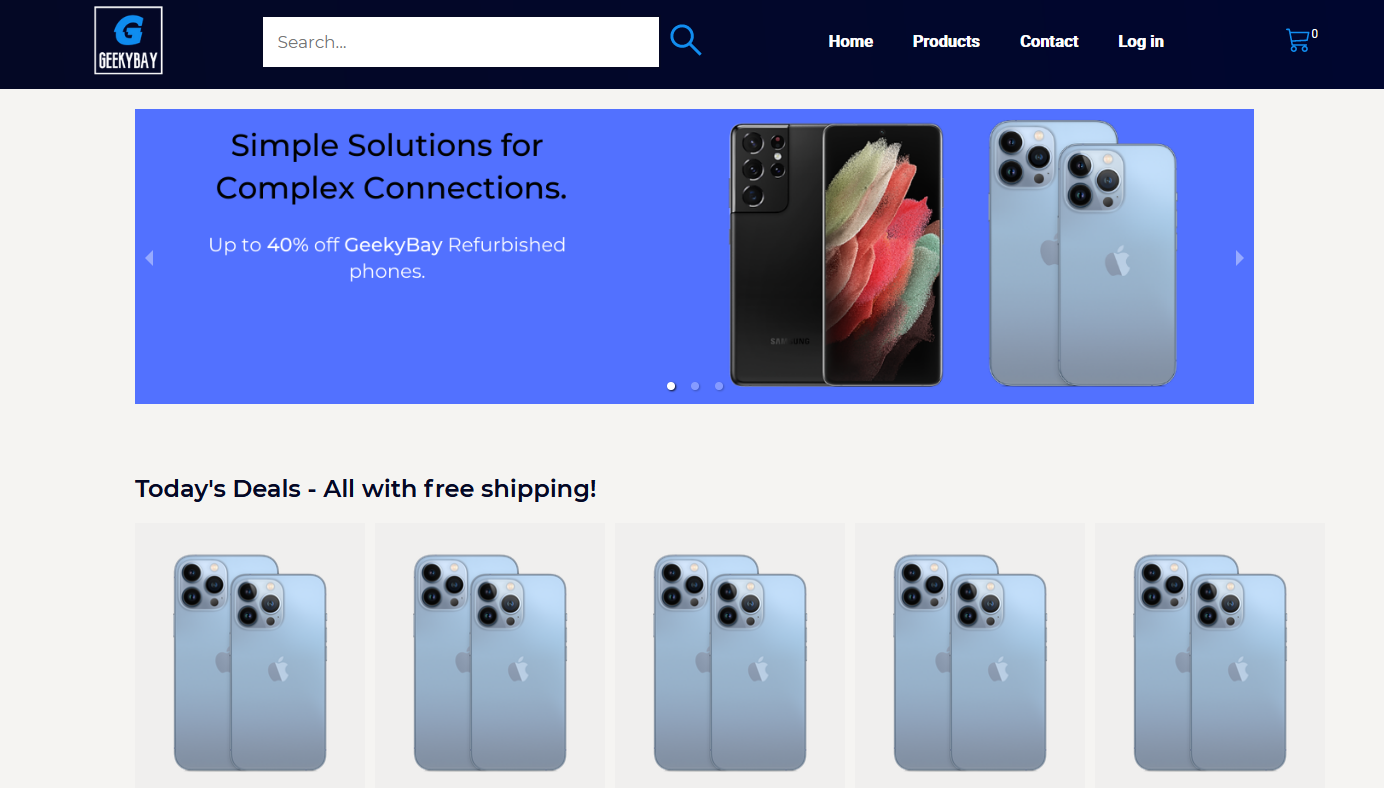 G
GEEKYBAY
Search...
Home Products Contact Log in
0
Simple Solutions for
Complex Connections.
Up to 40% off GeekyBay Refurbished
phones.
SAMSUNG
Today's Deals - All with free shipping!